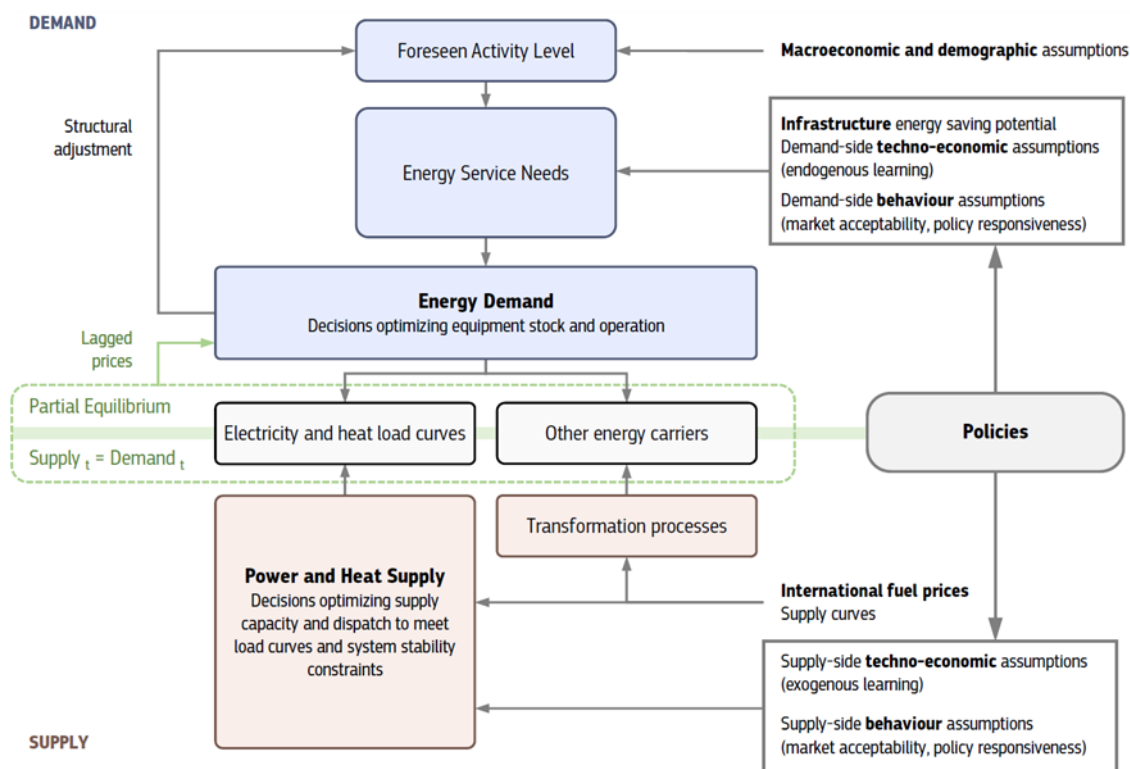 DEMAND
Foreseen Activity Level
Macroeconomic and demographic assumptions
Structural
adjustment
Energy Service Needs
Infrastructure energy saving potential
Demand-side techno-economic assumptions
(endogenous learning)
Demand-side behaviour assumptions
(market acceptability, policy responsiveness)
Energy Demand
Decisions optimizing equipment stock and operation
Lagged
prices
Partial Equilibrium
Supply t = Demand t
Electricity and heat load curves
Other energy carriers
Policies
Transformation processes
Power and Heat Supply
Decisions optimizing supply
capacity and dispatch to meet
load curves and system stability
constraints
International fuel prices
Supply curves
Supply-side techno-economic assumptions
(exogenous learning)
Supply-side behaviour assumptions
(market acceptability, policy responsiveness)
SUPPLY